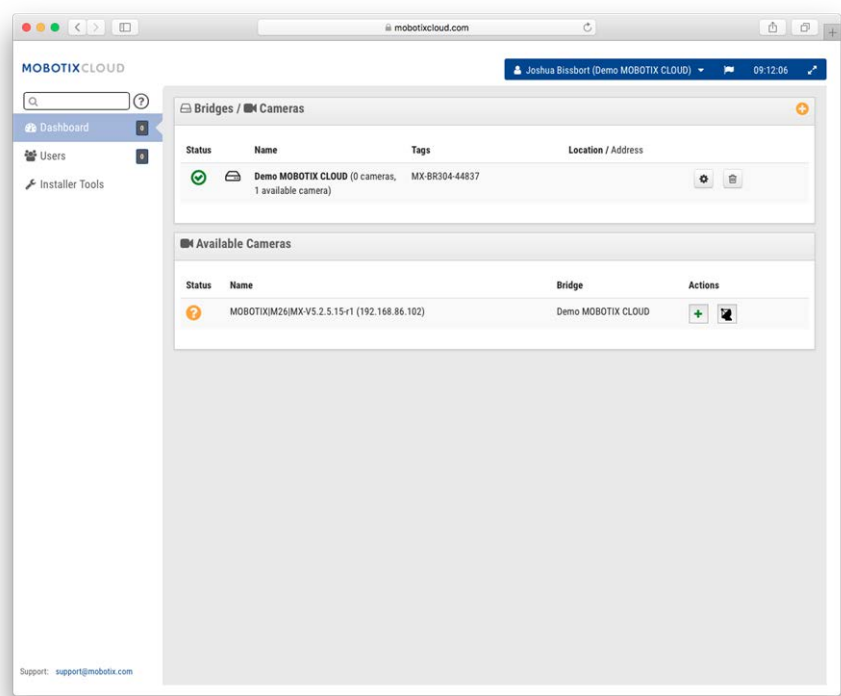 mobotixcloud.com
MOBOTIXCLOUD
Joshua Bissbort (Demo MOBOTIX CLOUD)
09:12:06
Dashboard
0
Users
0
Installer Tools
Bridges / Cameras
Status Name Tags Location / Address
Demo MOBOTIX CLOUD (0 cameras, MX-BR304-44837
1 available camera)
Available Cameras
Status Name Bridge Actions
MOBOTIX|M26|MX-V5.2.5.15-r1 (192.168.86.102) Demo MOBOTIX CLOUD
Support: support@mobotix.com